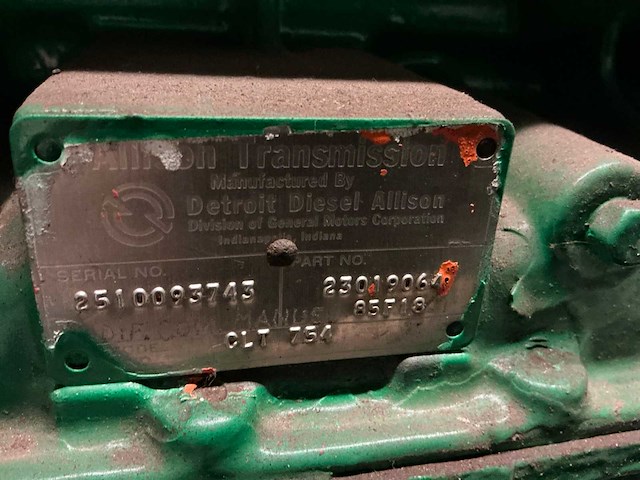 Allison Transmission
Manufactured By
Detroit Diesel Allison
Division of General Motors Corporation
Indianapolis Indiana
SERIAL NO. PART NO.
2510093743 23019064
85F18
CLT 754